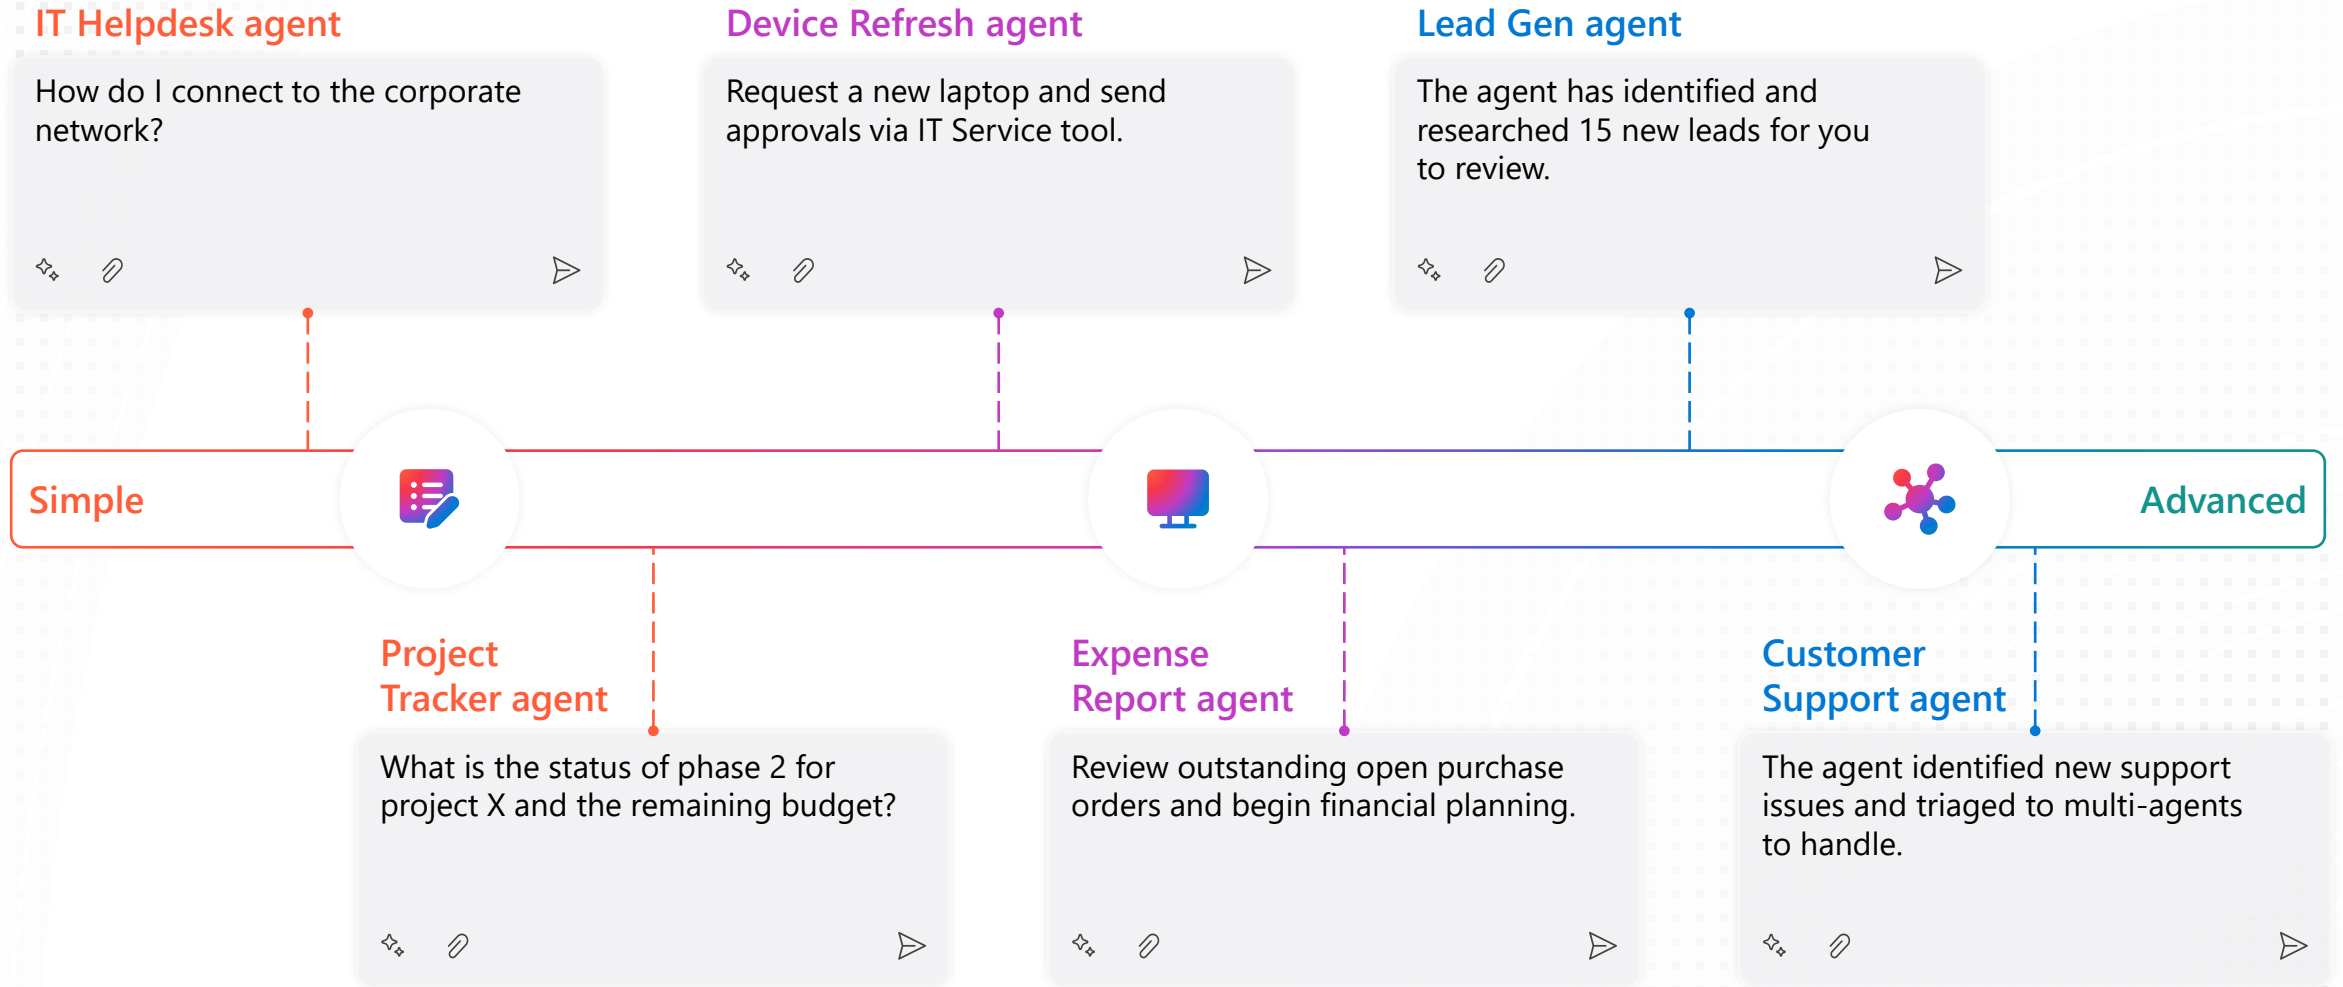 IT Helpdesk agent
How do I connect to the corporate
network?
Device Refresh agent
Request a new laptop and send
approvals via IT Service tool.
Lead Gen agent
The agent has identified and
researched 15 new leads for you
to review.
Simple
Advanced
Project
Tracker agent
What is the status of phase 2 for
project X and the remaining budget?
Expense
Report agent
Review outstanding open purchase
orders and begin financial planning.
Customer
Support agent
The agent identified new support
issues and triaged to multi-agents
to handle.